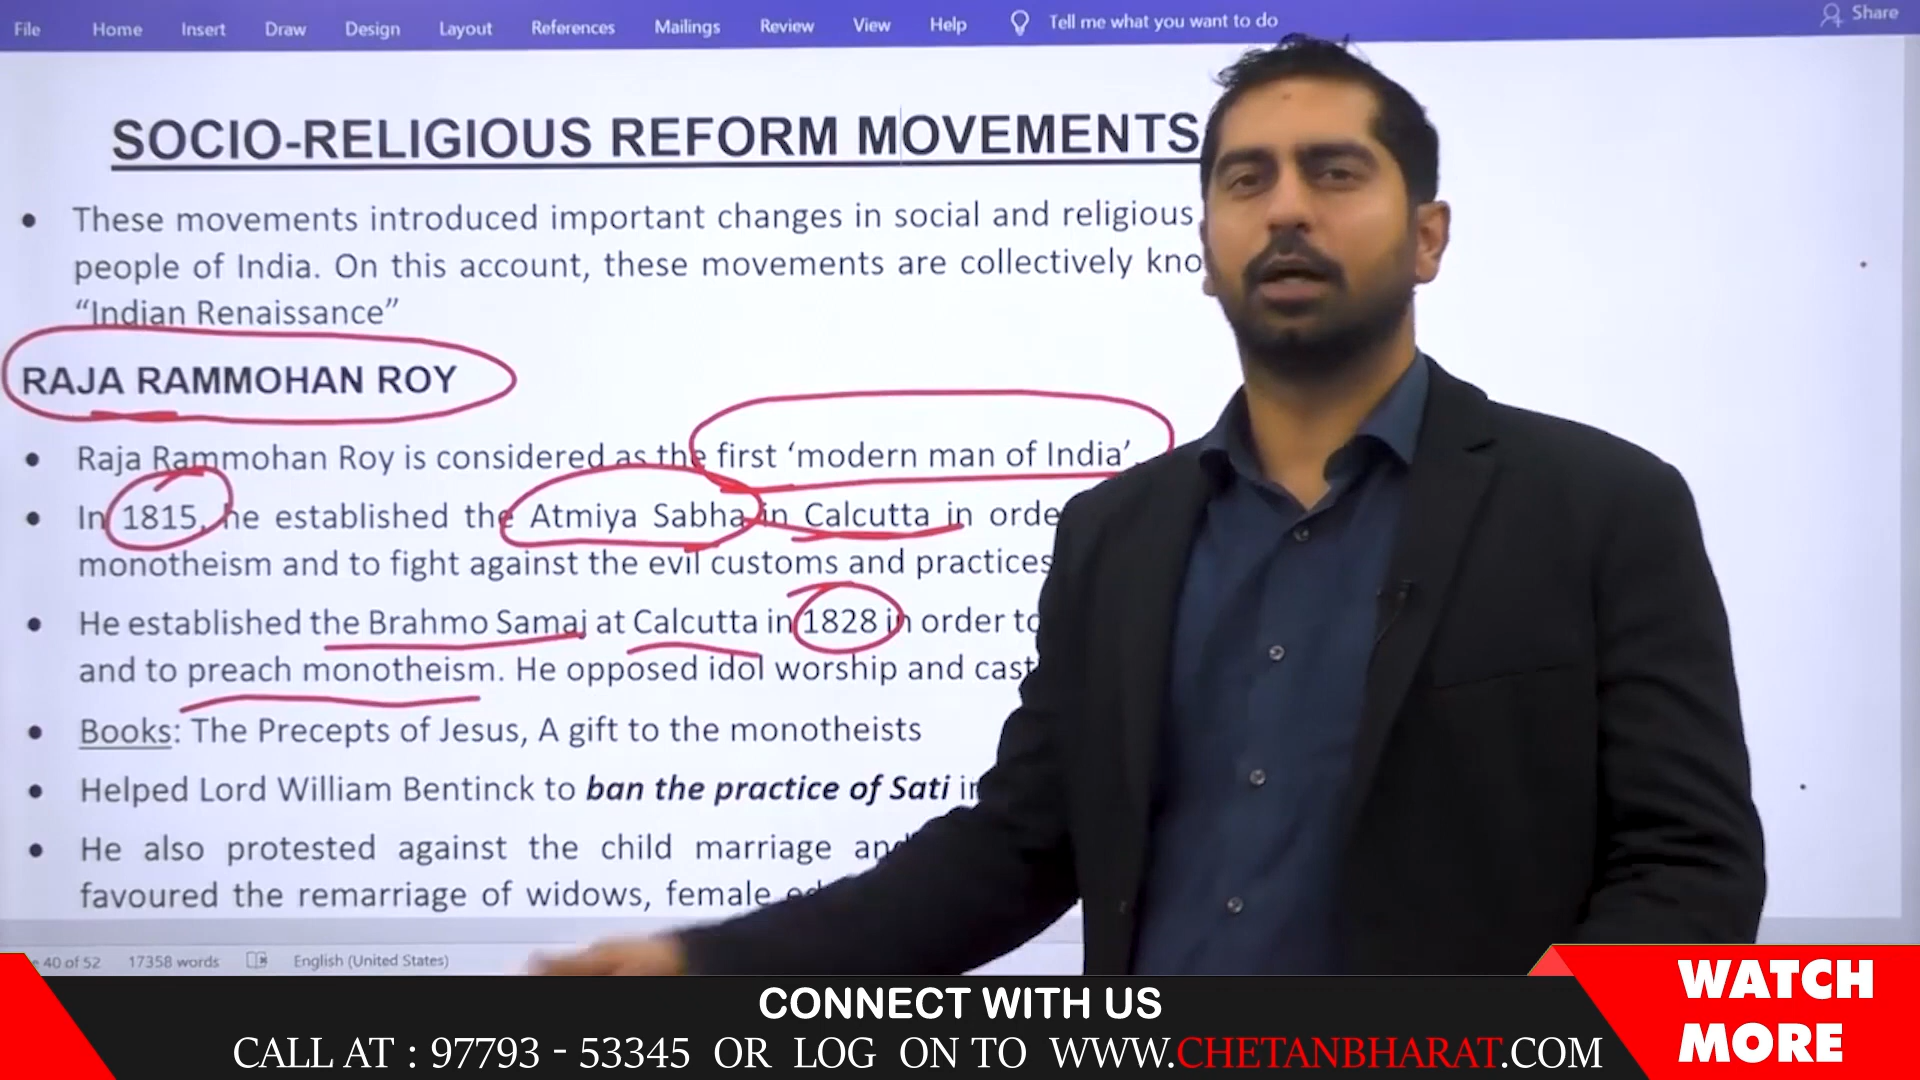 File Home Insert Draw Design Layout References Mailings Review View Help Tell me what you want to do Share
SOCIO-RELIGIOUS REFORM MOVEMENTS
• These movements introduced important changes in social and religious
people of India. On this account, these movements are collectively kno
“Indian Renaissance”
RAJA RAMMOHAN ROY
• Raja Rammohan Roy is considered as the first ‘modern man of India’.
• In 1815, he established the Atmiya Sabha in Calcutta in orde
monotheism and to fight against the evil customs and practices
• He established the Brahmo Samaj at Calcutta in 1828 in order to
and to preach monotheism. He opposed idol worship and cast
• Books: The Precepts of Jesus, A gift to the monotheists
• Helped Lord William Bentinck to ban the practice of Sati in
• He also protested against the child marriage and
favoured the remarriage of widows, female
40 of 52 17358 words English (United States)
CONNECT WITH US
CALL AT : 97793 - 53345 OR LOG ON TO WWW.CHETANBHARAT.COM
WATCH
MORE